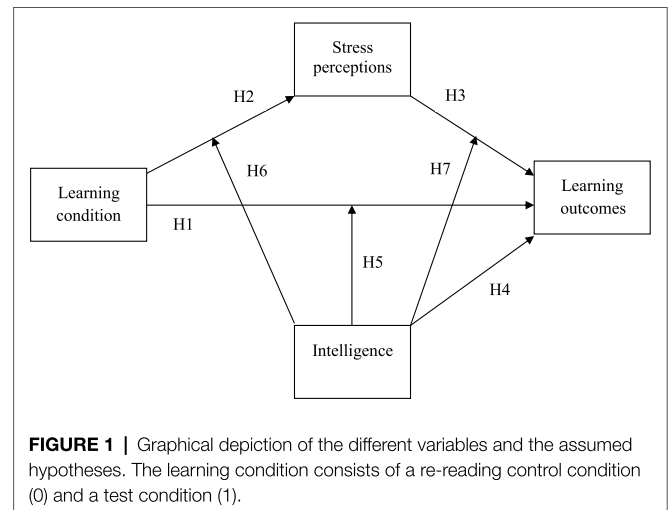 Stress
perceptions
H2
H3
H6
H7
Learning
condition
Learning
outcomes
H1
H5
H4
Intelligence
FIGURE 1 | Graphical depiction of the different variables and the assumed
hypotheses. The learning condition consists of a re-reading control condition
(0) and a test condition (1).